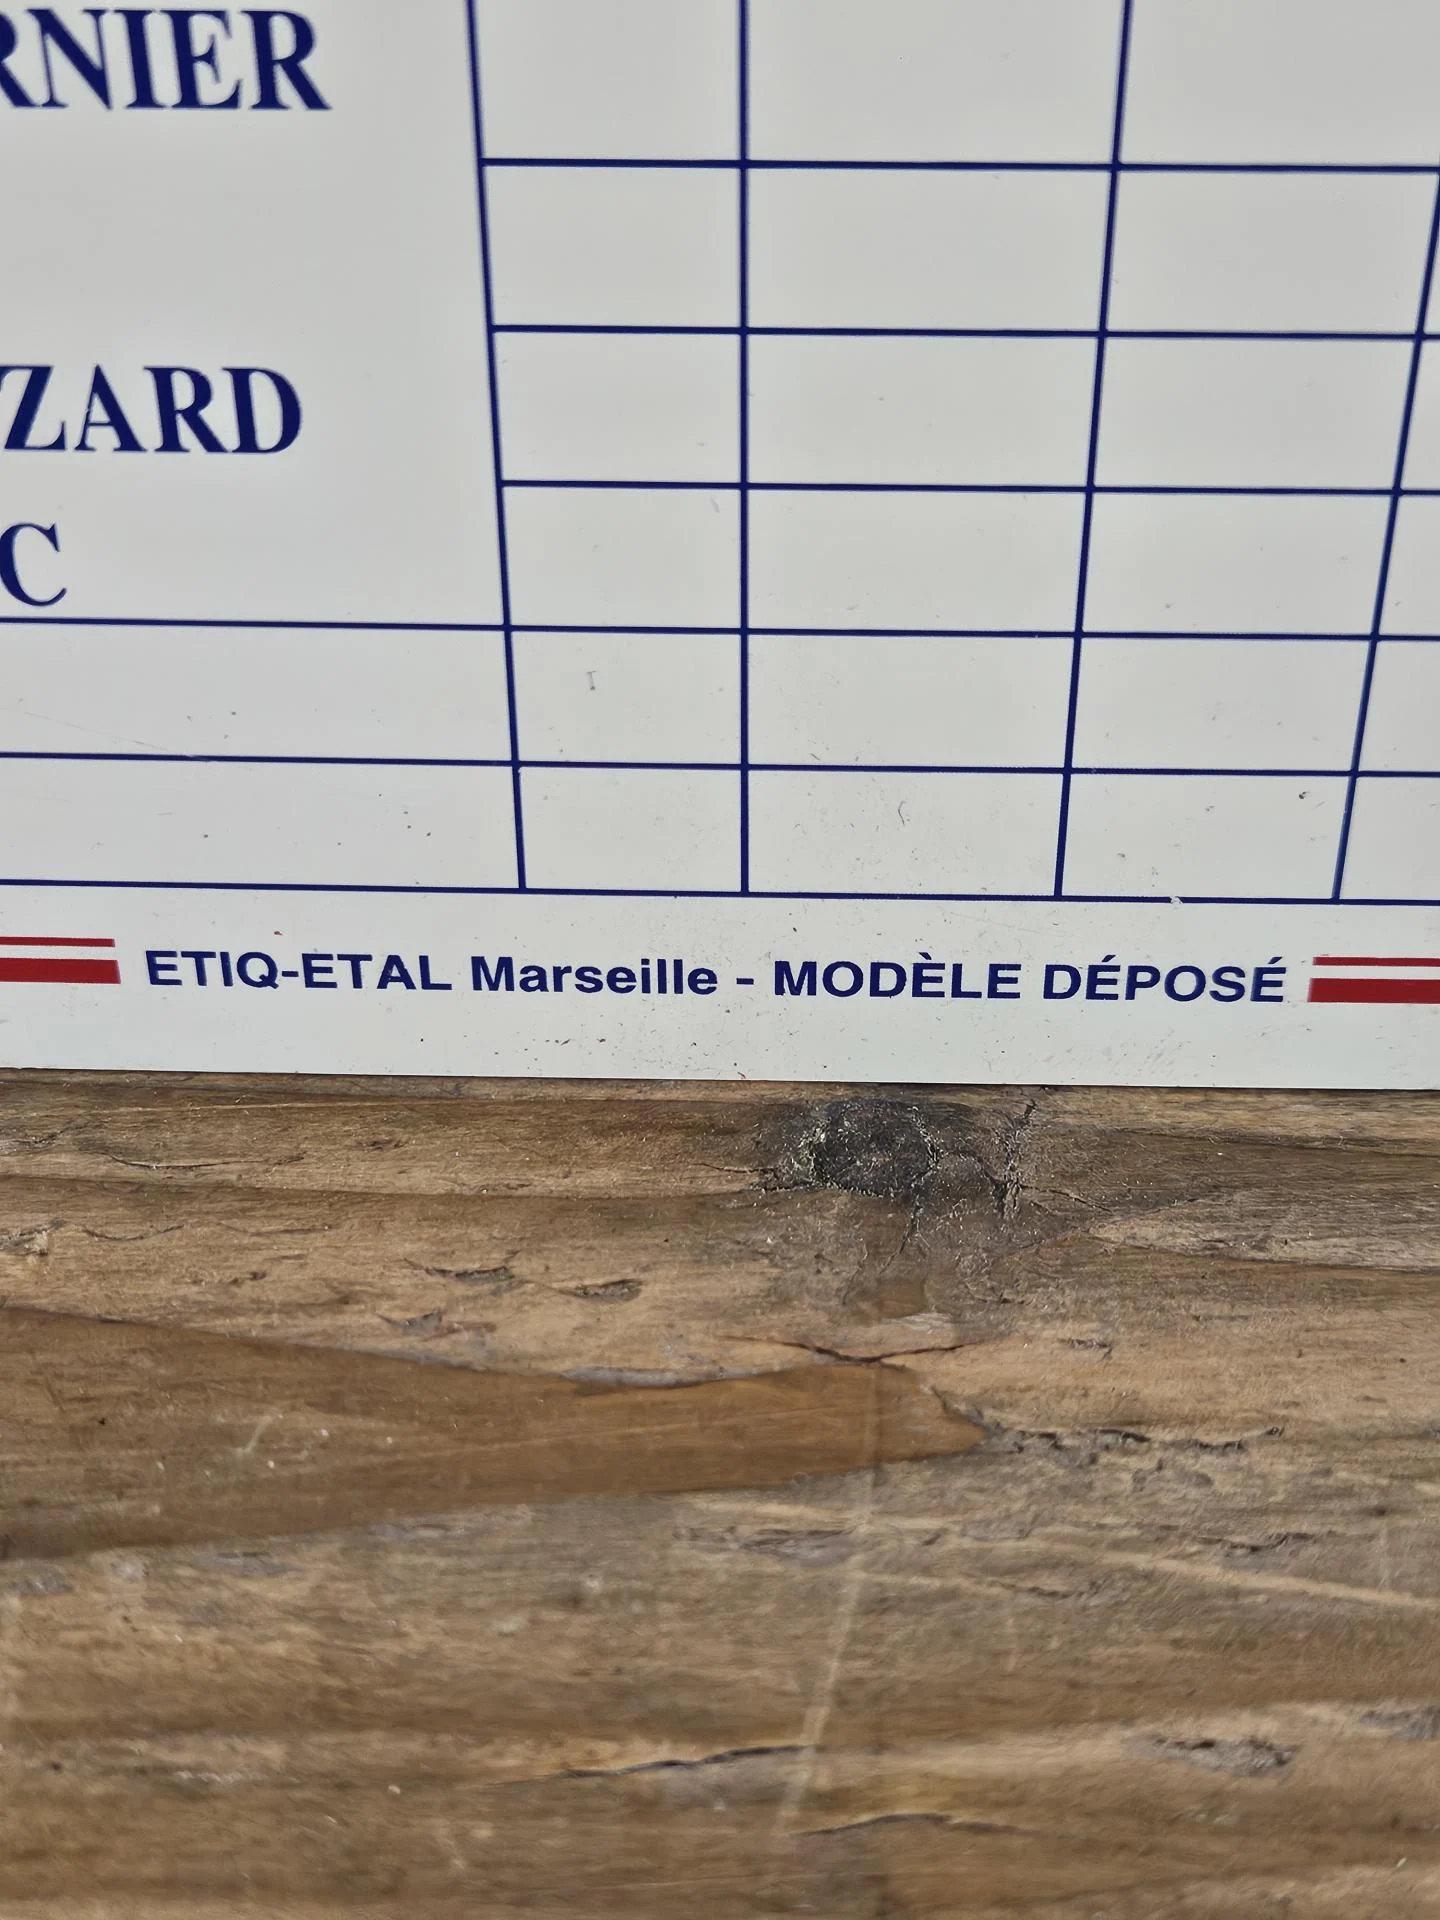 RNIER
ZARD
C
ETIQ-ETAL Marseille - MODÈLE DÉPOSÉ